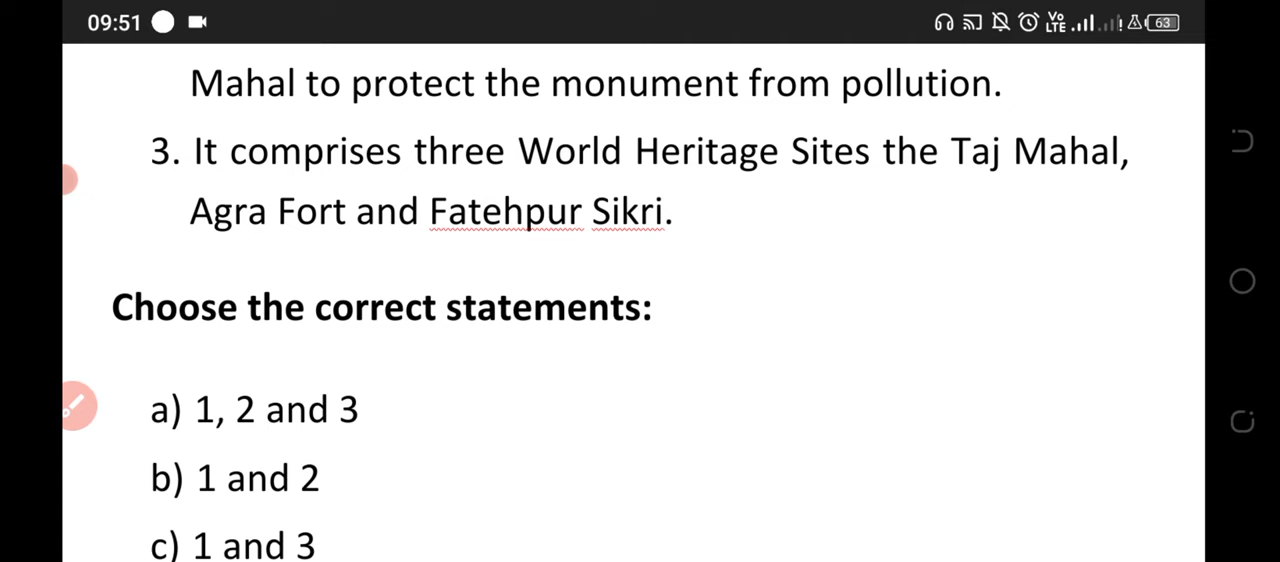 09:51 Vo LTE ! 63
Mahal to protect the monument from pollution.
3. It comprises three World Heritage Sites the Taj Mahal,
Agra Fort and Fatehpur Sikri.
Choose the correct statements:
a) 1, 2 and 3
b) 1 and 2
c) 1 and 3